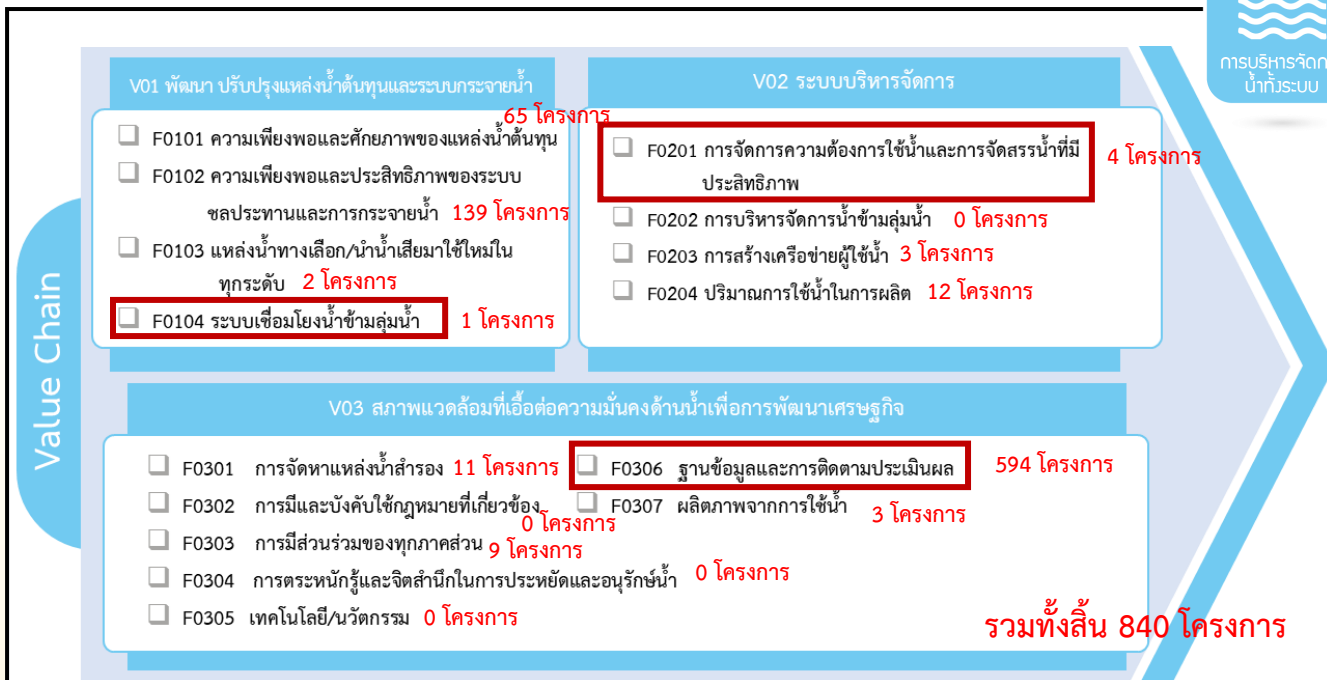 การบริหารจัดก
น้ำทั้งระบบ
Value Chain
V01 พัฒนา ปรับปรุงแหล่งน้ำต้นทุนและระบบกระจายน้ำ
65 โครงการ
F0101 ความเพียงพอและศักยภาพของแหล่งน้ำต้นทุน
F0102 ความเพียงพอและประสิทธิภาพของระบบ
ชลประทานและการกระจายน้ำ 139 โครงการ
F0103 แหล่งน้ำทางเลือก/นำน้ำเสียมาใช้ใหม่ใน
ทุกระดับ 2 โครงการ
F0104 ระบบเชื่อมโยงน้ำข้ามลุ่มน้ำ 1 โครงการ
V02 ระบบบริหารจัดการ
F0201 การจัดการความต้องการใช้น้ำและการจัดสรรน้ำที่มี
ประสิทธิภาพ
4 โครงการ
F0202 การบริหารจัดการน้ำข้ามลุ่มน้ำ 0 โครงการ
F0203 การสร้างเครือข่ายผู้ใช้น้ำ 3 โครงการ
F0204 ปริมาณการใช้น้ำในการผลิต 12 โครงการ
V03 สภาพแวดล้อมที่เอื้อต่อความมั่นคงด้านน้ำเพื่อการพัฒนาเศรษฐกิจ
F0301 การจัดหาแหล่งน้ำสำรอง 11 โครงการ
F0302 การมีและบังคับใช้กฎหมายที่เกี่ยวข้อง
0 โครงการ
F0303 การมีส่วนร่วมของทุกภาคส่วน 9 โครงการ
F0304 การตระหนักรู้และจิตสำนึกในการประหยัดและอนุรักษ์น้ำ 0 โครงการ
F0305 เทคโนโลยี/นวัตกรรม 0 โครงการ
F0306 ฐานข้อมูลและการติดตามประเมินผล 594 โครงการ
F0307 ผลิตภาพจากการใช้น้ำ 3 โครงการ
รวมทั้งสิ้น 840 โครงการ